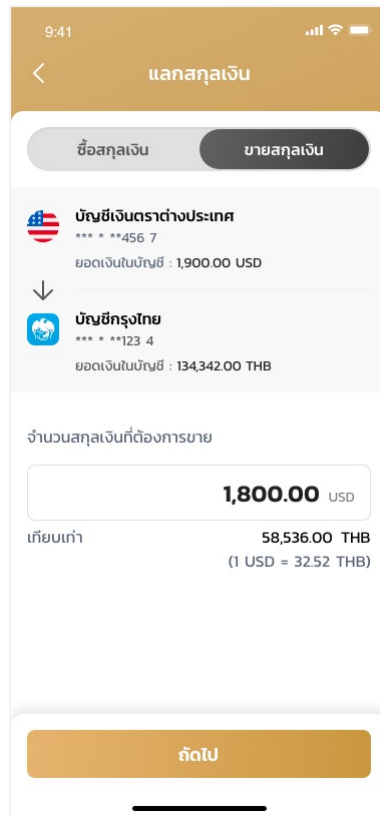 9:41
แลกสกุลเงิน
ซื้อสกุลเงิน
ขายสกุลเงิน
บัญชีเงินตราต่างประเทศ
*** * **456 7
ยอดเงินในบัญชี : 1,900.00 USD
บัญชีกรุงไทย
*** * **123 4
ยอดเงินในบัญชี : 134,342.00 THB
จำนวนสกุลเงินที่ต้องการขาย
1,800.00 USD
เทียบเท่า 58,536.00 THB
(1 USD = 32.52 THB)
ถัดไป